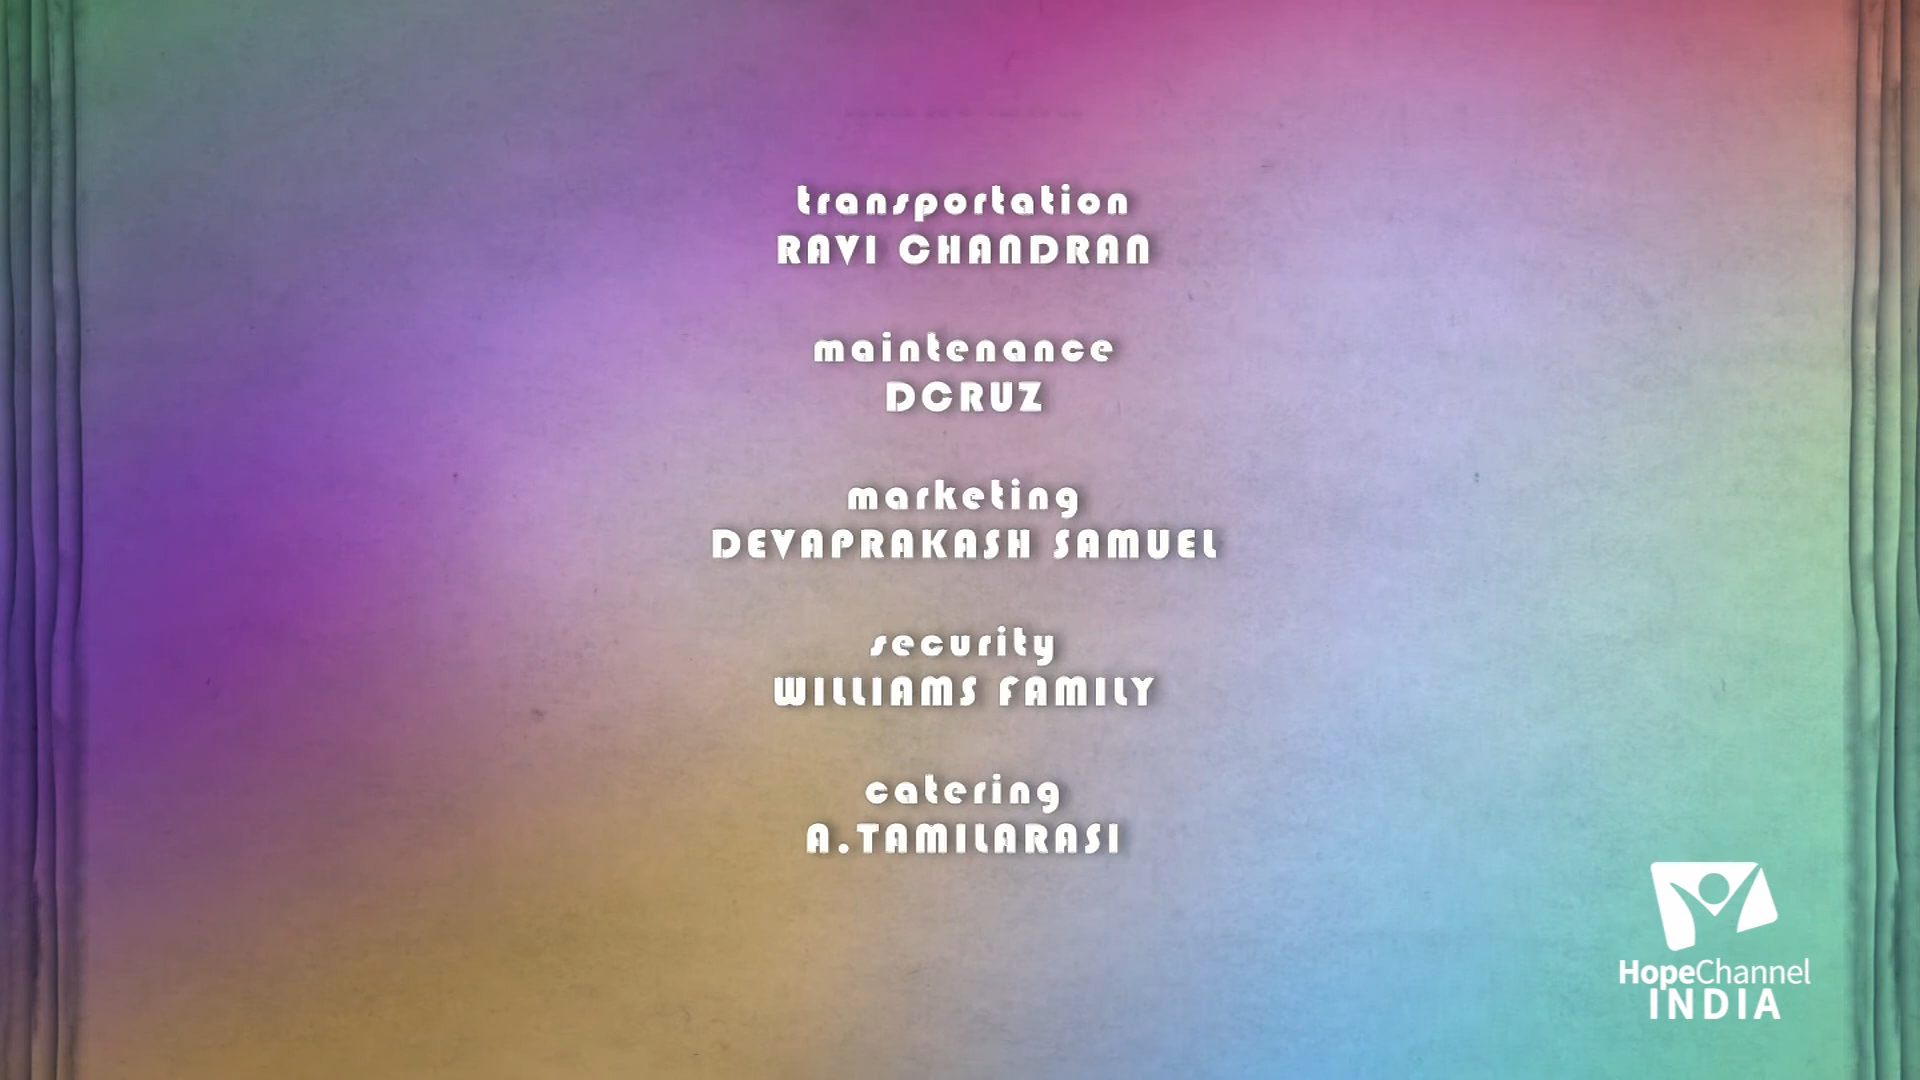 transportation
RAVI CHANDRAN
maintenance
DCRUZ
marketing
DEVAPRAKASH SAMUEL
security
WILLIAMS FAMILY
catering
A.TAMILARASI
HopeChannel
INDIA